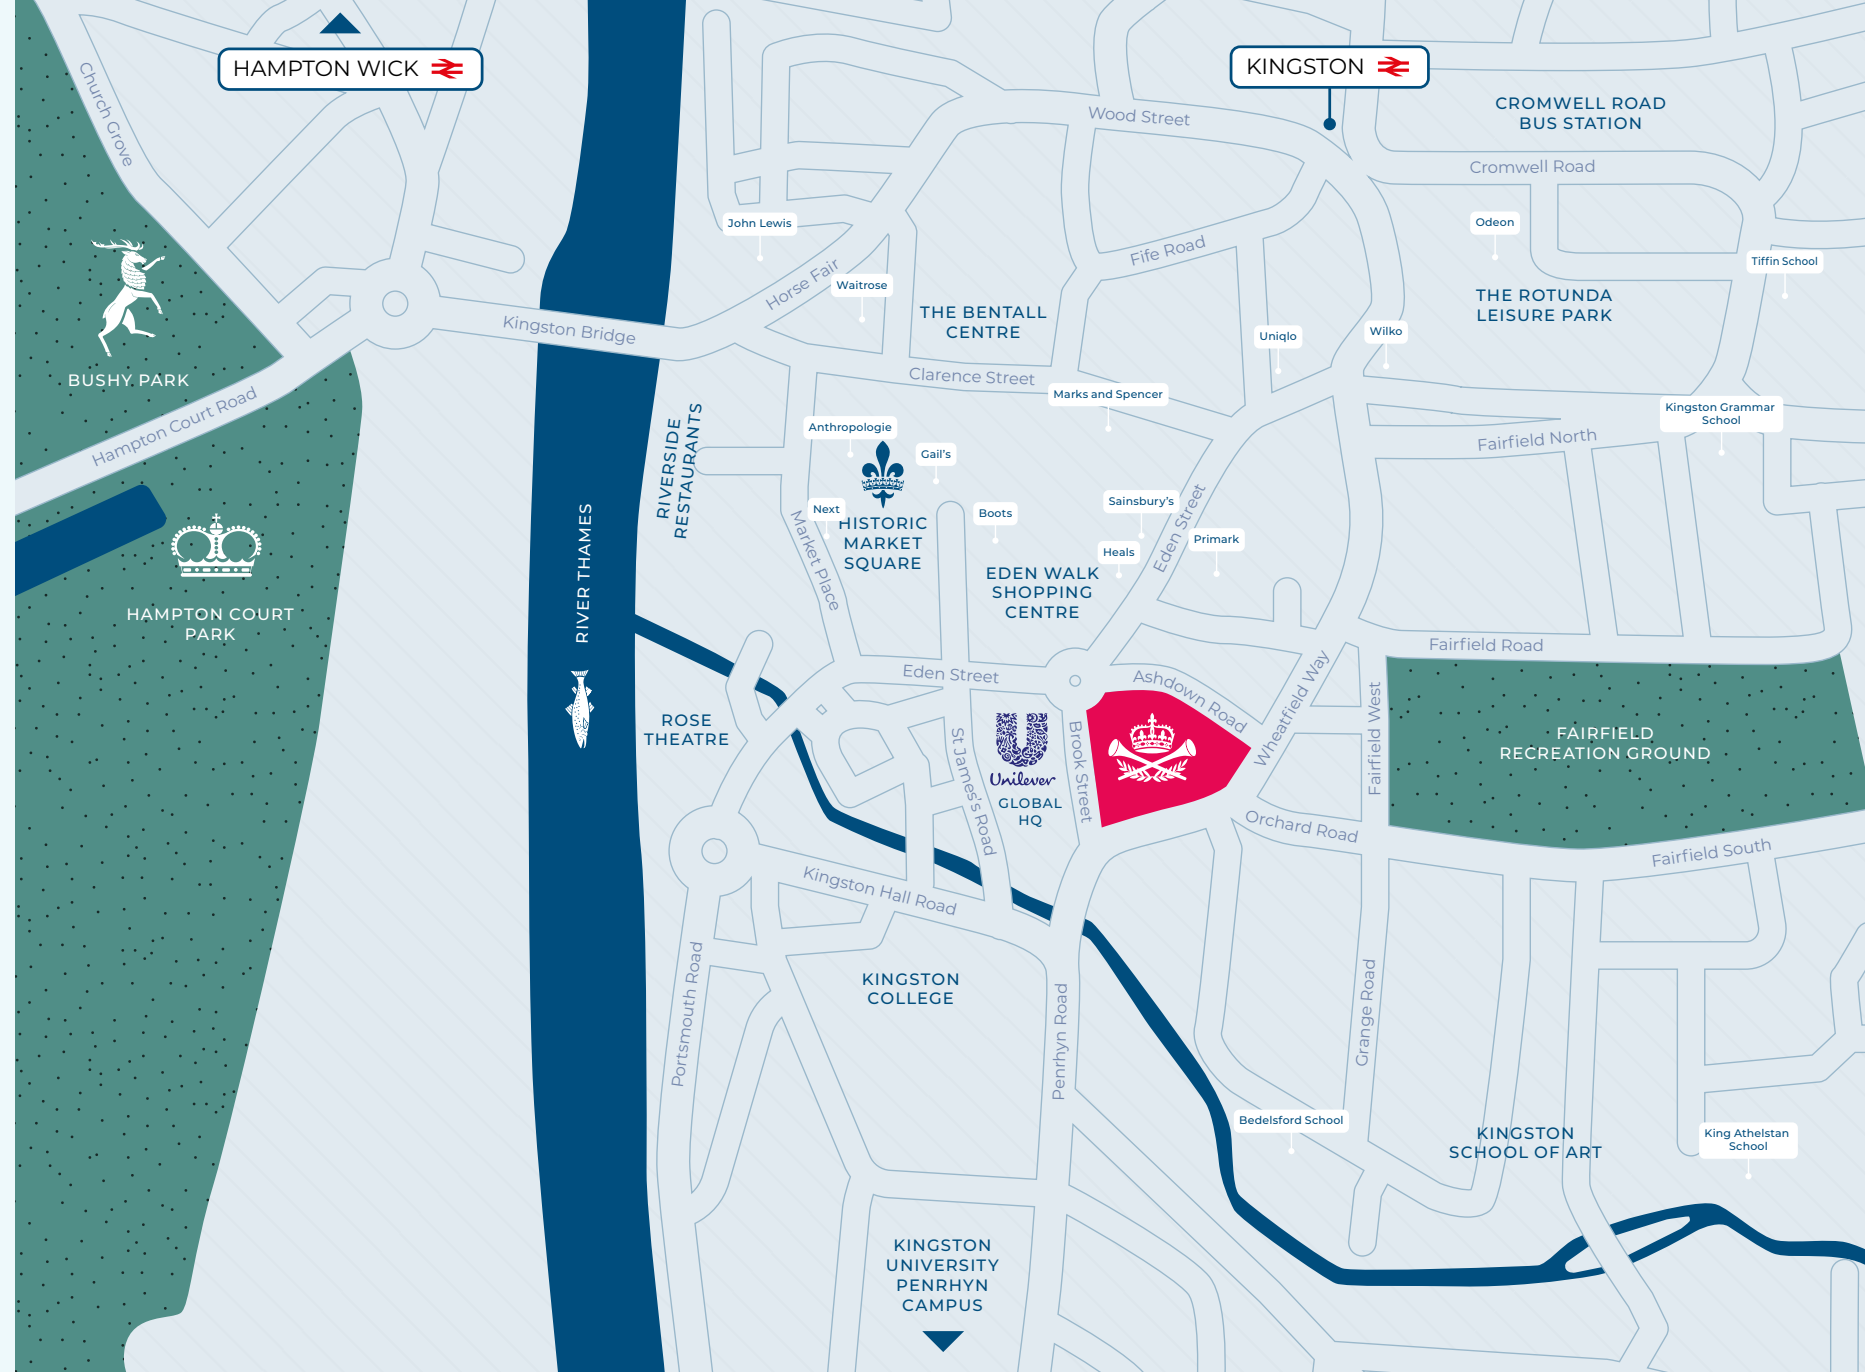 HAMPTON WICK
KINGSTON
Church Grove
CROMWELL ROAD
BUS STATION
Wood Street
Cromwell Road
John Lewis
Odeon
Fife Road
Tiffin School
Horse Fair
Waitrose
THE BENTALL
CENTRE
THE ROTUNDA
LEISURE PARK
Kingston Bridge
Uniqlo
Wilko
BUSHY PARK
Clarence Street
Marks and Spencer
Hampton Court Road
RIVERSIDE
RESTAURANTS
Anthropologie
Gail's
Kingston Grammar
School
Fairfield North
Next
HISTORIC
MARKET
SQUARE
Market Place
Boots
Sainsbury's
Eden Street
Heals
Primark
EDEN WALK
SHOPPING
CENTRE
RIVER THAMES
HAMPTON COURT
PARK
Eden Street
Ashdown Road
Wheatfield Way
Fairfield Road
Fairfield West
ROSE
THEATRE
St James's Road
Unilever
GLOBAL
HQ
Brook Street
FAIRFIELD
RECREATION GROUND
Orchard Road
Fairfield South
Kingston Hall Road
Portsmouth Road
KINGSTON
COLLEGE
Penrhyn Road
Grange Road
Bedelsford School
KINGSTON
SCHOOL OF ART
King Athelstan
School
KINGSTON
UNIVERSITY
PENRHYN
CAMPUS